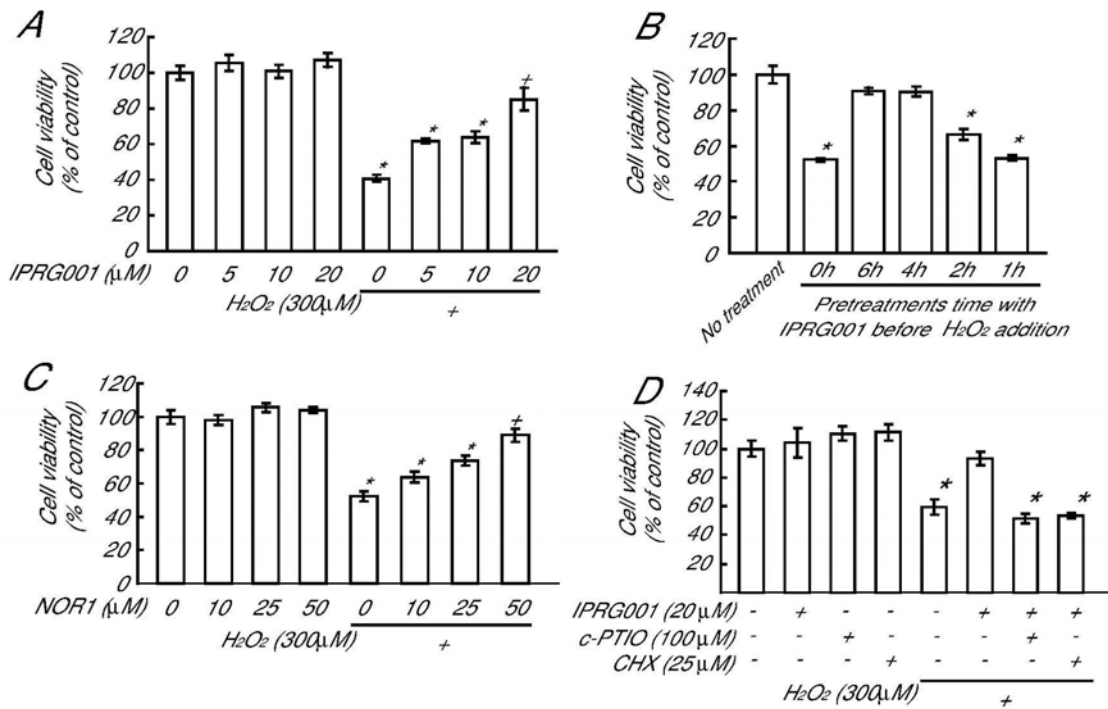 A
Cell viability
(% of control)
120
100
80
60
40
20
0
* * * ≠
IPRG001 (μM) 0 5 10 20 0 5 10 20
H2O2 (300μM) +
B
Cell viability
(% of control)
120
100
80
60
40
20
0
* * *
No treatment 0h 6h 4h 2h 1h
Pretreatments time with
IPRG001 before H2O2 addition
C
Cell viability
(% of control)
120
100
80
60
40
20
0
* * * ≠
NOR1 (μM) 0 10 25 50 0 10 25 50
H2O2 (300μM) +
D
Cell viability
(% of control)
140
120
100
80
60
40
20
0
* * *
IPRG001 (20μM) - + - - - + + +
c-PTIO (100μM) - - + - - - + -
CHX (25μM) - - - + - - - +
H2O2 (300μM) +